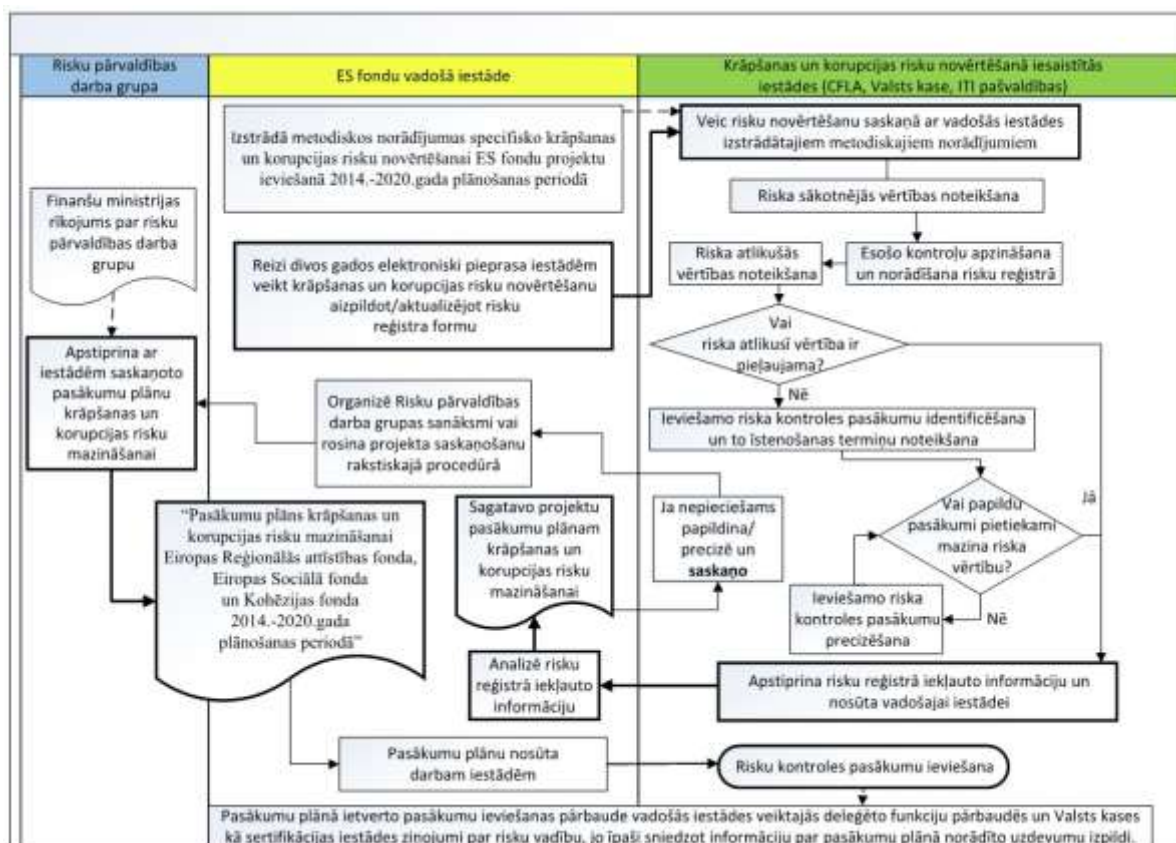 Risku pārvaldības
darba grupa
ES fondu vadošā iestāde
Krāpšanas un korupcijas risku novērtēšanā iesaistītās
iestādes (CFLA, Valsts kase, ITI pašvaldības)
Izstrādā metodiskos norādījumus specifisko krāpšanas
un korupcijas risku novērtēšanai ES fondu projektu
ieviešanā 2014.-2020.gada plānošanas periodā
Veic risku novērtēšanu saskaņā ar vadošās iestādes
izstrādātajiem metodiskajiem norādījumiem
Riska sākotnējās vērtības noteikšana
Finanšu ministrijas
rīkojums par risku
pārvaldības darba
grupu
Reizi divos gados elektroniski pieprasa iestādēm
veikt krāpšanas un korupcijas risku novērtēšanu
aizpildot/aktualizējot risku
reģistra formu
Riska atlikušās
vērtības noteikšana
Esošo kontroļu apzināšana
un norādīšana risku reģistrā
Vai
riska atlikusī vērtība ir
pieļaujama?
Nē
Apstiprina ar
iestādēm saskaņoto
pasākumu plānu
krāpšanas un
korupcijas risku
mazināšanai
Organizē Risku pārvaldības
darba grupas sanāksmi vai
rosina projekta saskaņošanu
rakstiskajā procedūrā
Ieviešamo riska kontroles pasākumu identificēšana
un to īstenošanas termiņu noteikšana
"Pasākumu plāns krāpšanas un
korupcijas risku mazināšanai
Eiropas Reģionālās attīstības fonda,
Eiropas Sociālā fonda
un Kohēzijas fonda
2014.-2020.gada
plānošanas periodā"
Sagatavo projektu
pasākumu plānam
krāpšanas un
korupcijas risku
mazināšanai
Ja nepieciešams
papildina/
precizē un
saskaņo
Vai papildu
pasākumi pietiekami
mazina riska
vērtību?
Jā
Nē
Ieviešamo riska
kontroles pasākumu
precizēšana
Analizē risku
reģistrā iekļauto
informāciju
Apstiprina risku reģistrā iekļauto informāciju un
nosūta vadošajai iestādei
Pasākumu plānu nosūta
darbam iestādēm
Risku kontroles pasākumu ieviešana
Pasākumu plānā ietverto pasākumu ieviešanas pārbaude vadošās iestādes veiktajās deleģēto funkciju pārbaudēs un Valsts kases
kā sertifikācijas iestādes ziņojumi par risku vadību, jo īpaši sniedzot informāciju par pasākumu plānā norādīto uzdevumu izpildi.